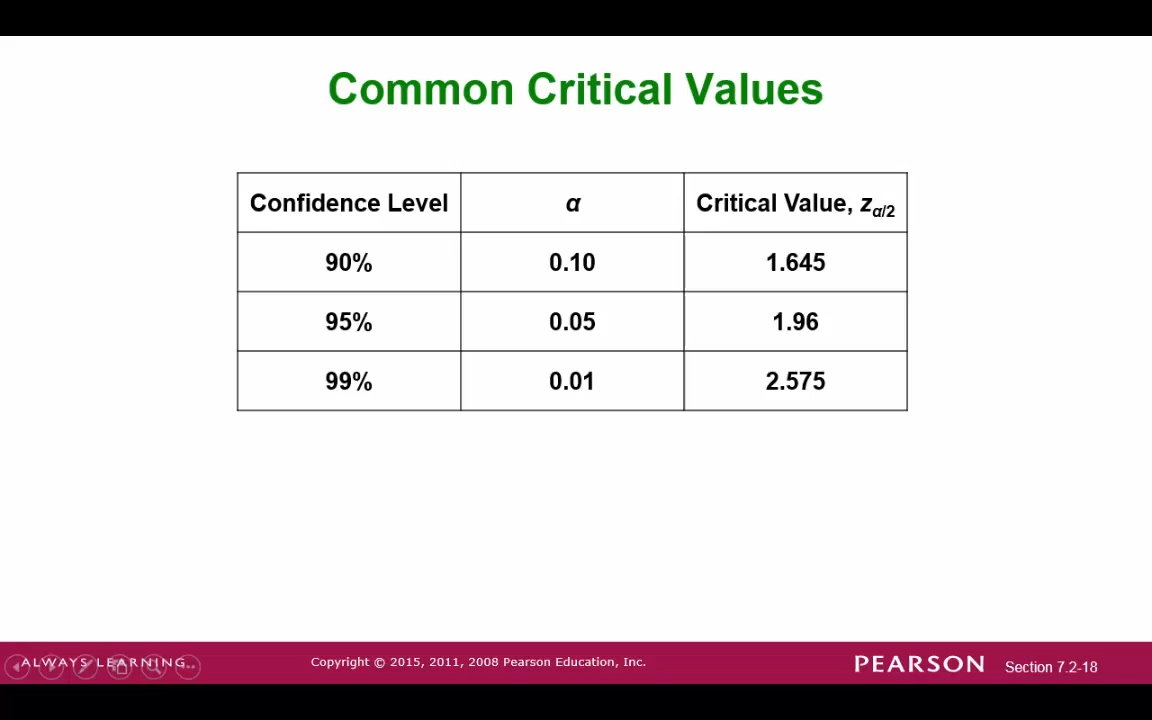 Common Critical Values
Confidence Level α Critical Value, zα/2
90% 0.10 1.645
95% 0.05 1.96
99% 0.01 2.575
ALWAYS LEARNING Copyright © 2015, 2011, 2008 Pearson Education, Inc. PEARSON Section 7.2-18